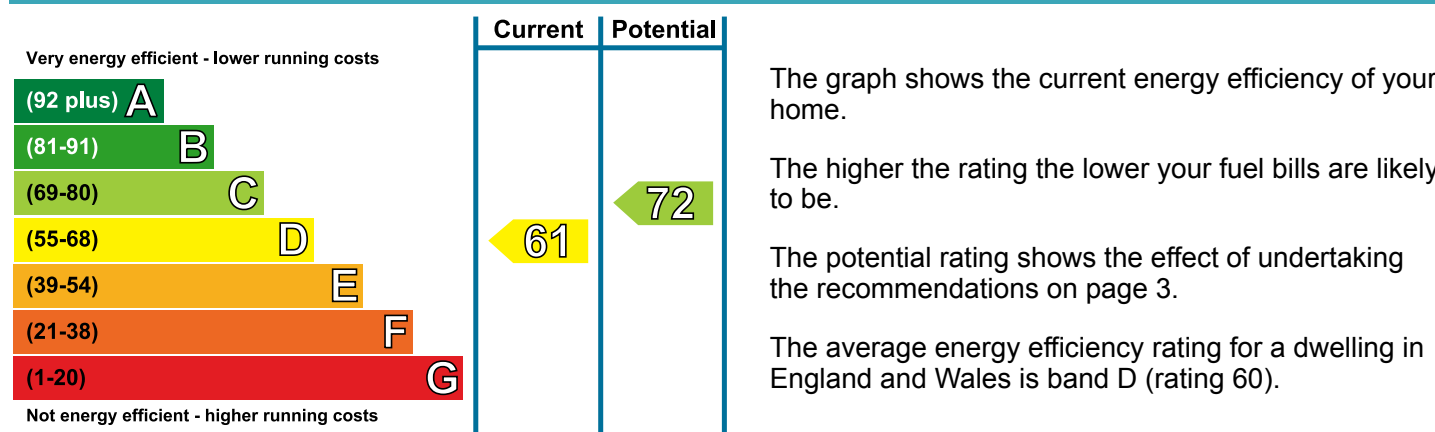 Current Potential
Very energy efficient - lower running costs
(92 plus) A
(81-91) B
(69-80) C
72
(55-68) D
61
(39-54) E
(21-38) F
(1-20) G
Not energy efficient - higher running costs
The graph shows the current energy efficiency of your
home.
The higher the rating the lower your fuel bills are likely
to be.
The potential rating shows the effect of undertaking
the recommendations on page 3.
The average energy efficiency rating for a dwelling in
England and Wales is band D (rating 60).